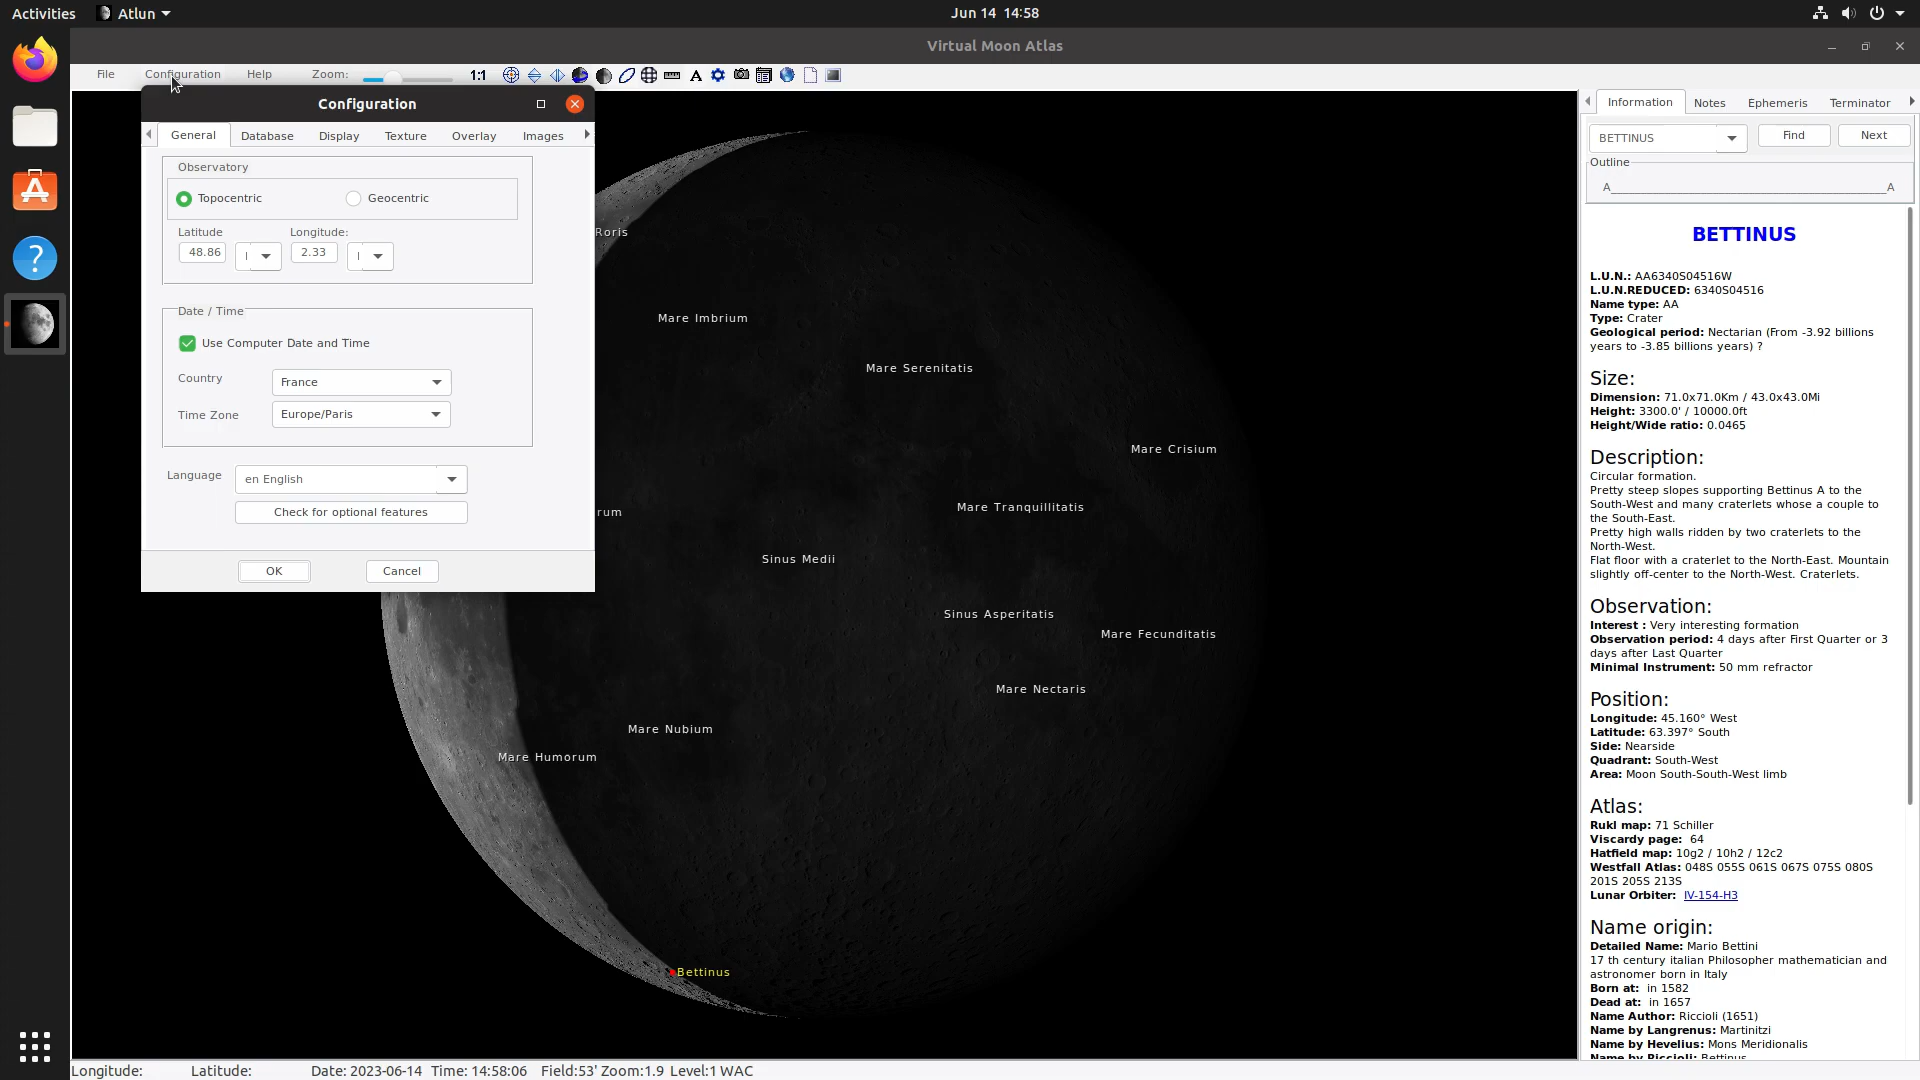 Activities
Atlun
Jun 14 14:58
Virtual Moon Atlas
File
Configuration
Help
Zoom:
1:1
Configuration
General
Database
Display
Texture
Overlay
Images
Observatory
Topocentric
Geocentric
Latitude
Longitude:
48.86
2.33
Date / Time
Use Computer Date and Time
Country
France
Time Zone
Europe/Paris
Language
en English
Check for optional features
OK
Cancel
Roris
Mare Imbrium
Mare Serenitatis
Mare Crisium
rum
Mare Tranquillitatis
Sinus Medii
Sinus Asperitatis
Mare Fecunditatis
Mare Nectaris
Mare Nubium
Mare Humorum
Bettinus
Information
Notes
Ephemeris
Terminator
BETTINUS
Find
Next
Outline
A_______________________________________________A
BETTINUS
L.U.N.: AA6340S04516W
L.U.N.REDUCED: 6340S04516
Name type: AA
Type: Crater
Geological period: Nectarian (From -3.92 billions
years to -3.85 billions years) ?
Size:
Dimension: 71.0x71.0Km / 43.0x43.0Mi
Height: 3300.0' / 10000.0ft
Height/Wide ratio: 0.0465
Description:
Circular formation.
Pretty steep slopes supporting Bettinus A to the
South-West and many craterlets whose a couple to
the South-East.
Pretty high walls ridden by two craterlets to the
North-West.
Flat floor with a craterlet to the North-East. Mountain
slightly off-center to the North-West. Craterlets.
Observation:
Interest : Very interesting formation
Observation period: 4 days after First Quarter or 3
days after Last Quarter
Minimal Instrument: 50 mm refractor
Position:
Longitude: 45.160° West
Latitude: 63.397° South
Side: Nearside
Quadrant: South-West
Area: Moon South-South-West limb
Atlas:
Rukl map: 71 Schiller
Viscardy page: 64
Hatfield map: 10g2 / 10h2 / 12c2
Westfall Atlas: 048S 055S 061S 067S 075S 080S
201S 205S 213S
Lunar Orbiter: IV-154-H3
Name origin:
Detailed Name: Mario Bettini
17 th century italian Philosopher mathematician and
astronomer born in Italy
Born at: in 1582
Dead at: in 1657
Name Author: Riccioli (1651)
Name by Langrenus: Martinitzi
Name by Hevelius: Mons Meridionalis
Name by Riccioli: Bettinus
Longitude:
Latitude:
Date: 2023-06-14 Time: 14:58:06 Field:53' Zoom:1.9 Level:1 WAC